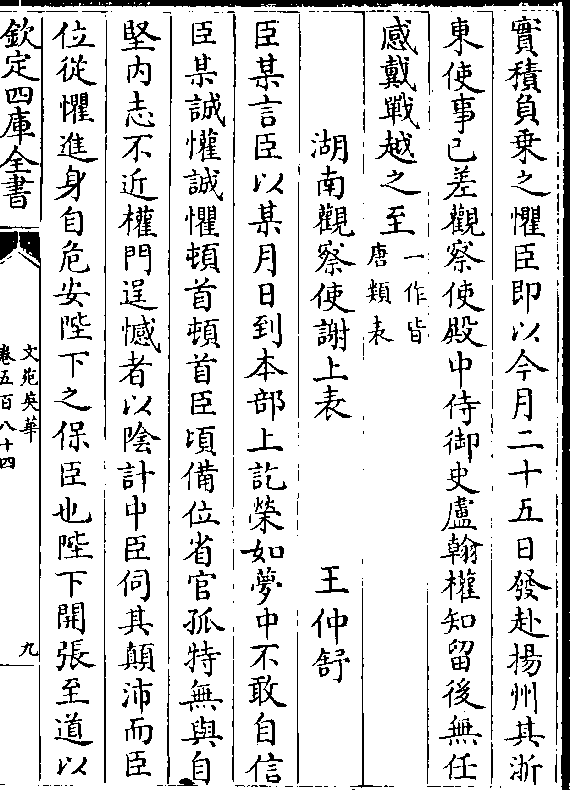 實積負乗之懼臣即以今月二十五日發赴揚州其浙
東使事已差觀察使殿中侍御史盧翰權知留後無任
感戴戰越之至一作皆唐類表
湖南觀察使謝上表 王仲舒
臣某言臣以某月日到本部上訖榮如夢中不敢自信
臣某誠懽誠懼頓首頓首臣頃備位省官孤特無與自
堅内志不近權門逞憾者以陰計中臣伺其顛沛而臣
位從懼進身自危安陛下之保臣也陛下開張至道以
欽定四庫全書
文苑英華
卷五百八十四
九